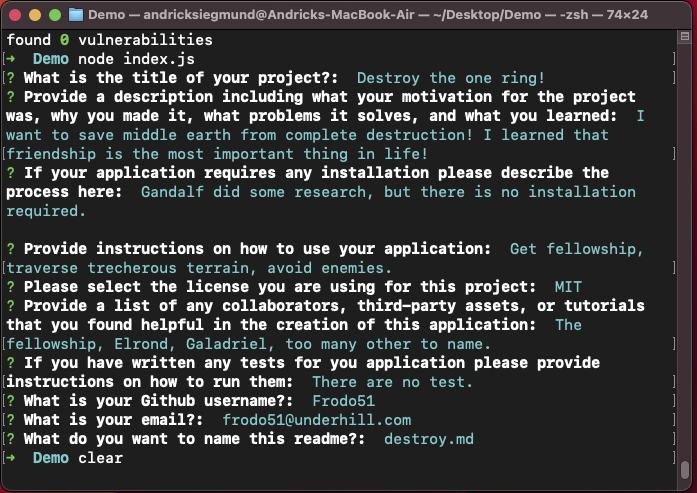 Demo — andricksiegmund@Andricks-MacBook-Air — ~/Desktop/Demo — -zsh — 74×24
found 0 vulnerabilities
[➜  Demo node index.js ]
[? What is the title of your project?:  Destroy the one ring! ]
? Provide a description including what your motivation for the project
was, why you made it, what problems it solves, and what you learned:  I
want to save middle earth from complete destruction! I learned that
[friendship is the most important thing in life! ]
? If your application requires any installation please describe the
process here:  Gandalf did some research, but there is no installation
required.
? Provide instructions on how to use your application:  Get fellowship,
[traverse trecherous terrain, avoid enemies. ]
? Please select the license you are using for this project:  MIT
? Provide a list of any collaborators, third-party assets, or tutorials
that you found helpful in the creation of this application:  The
[fellowship, Elrond, Galadriel, too many other to name. ]
? If you have written any tests for you application please provide
[instructions on how to run them:  There are no test. ]
[? What is your Github username?:  Frodo51 ]
[? What is your email?:  frodo51@underhill.com ]
[? What do you want to name this readme?:  destroy.md ]
[➜  Demo clear ]